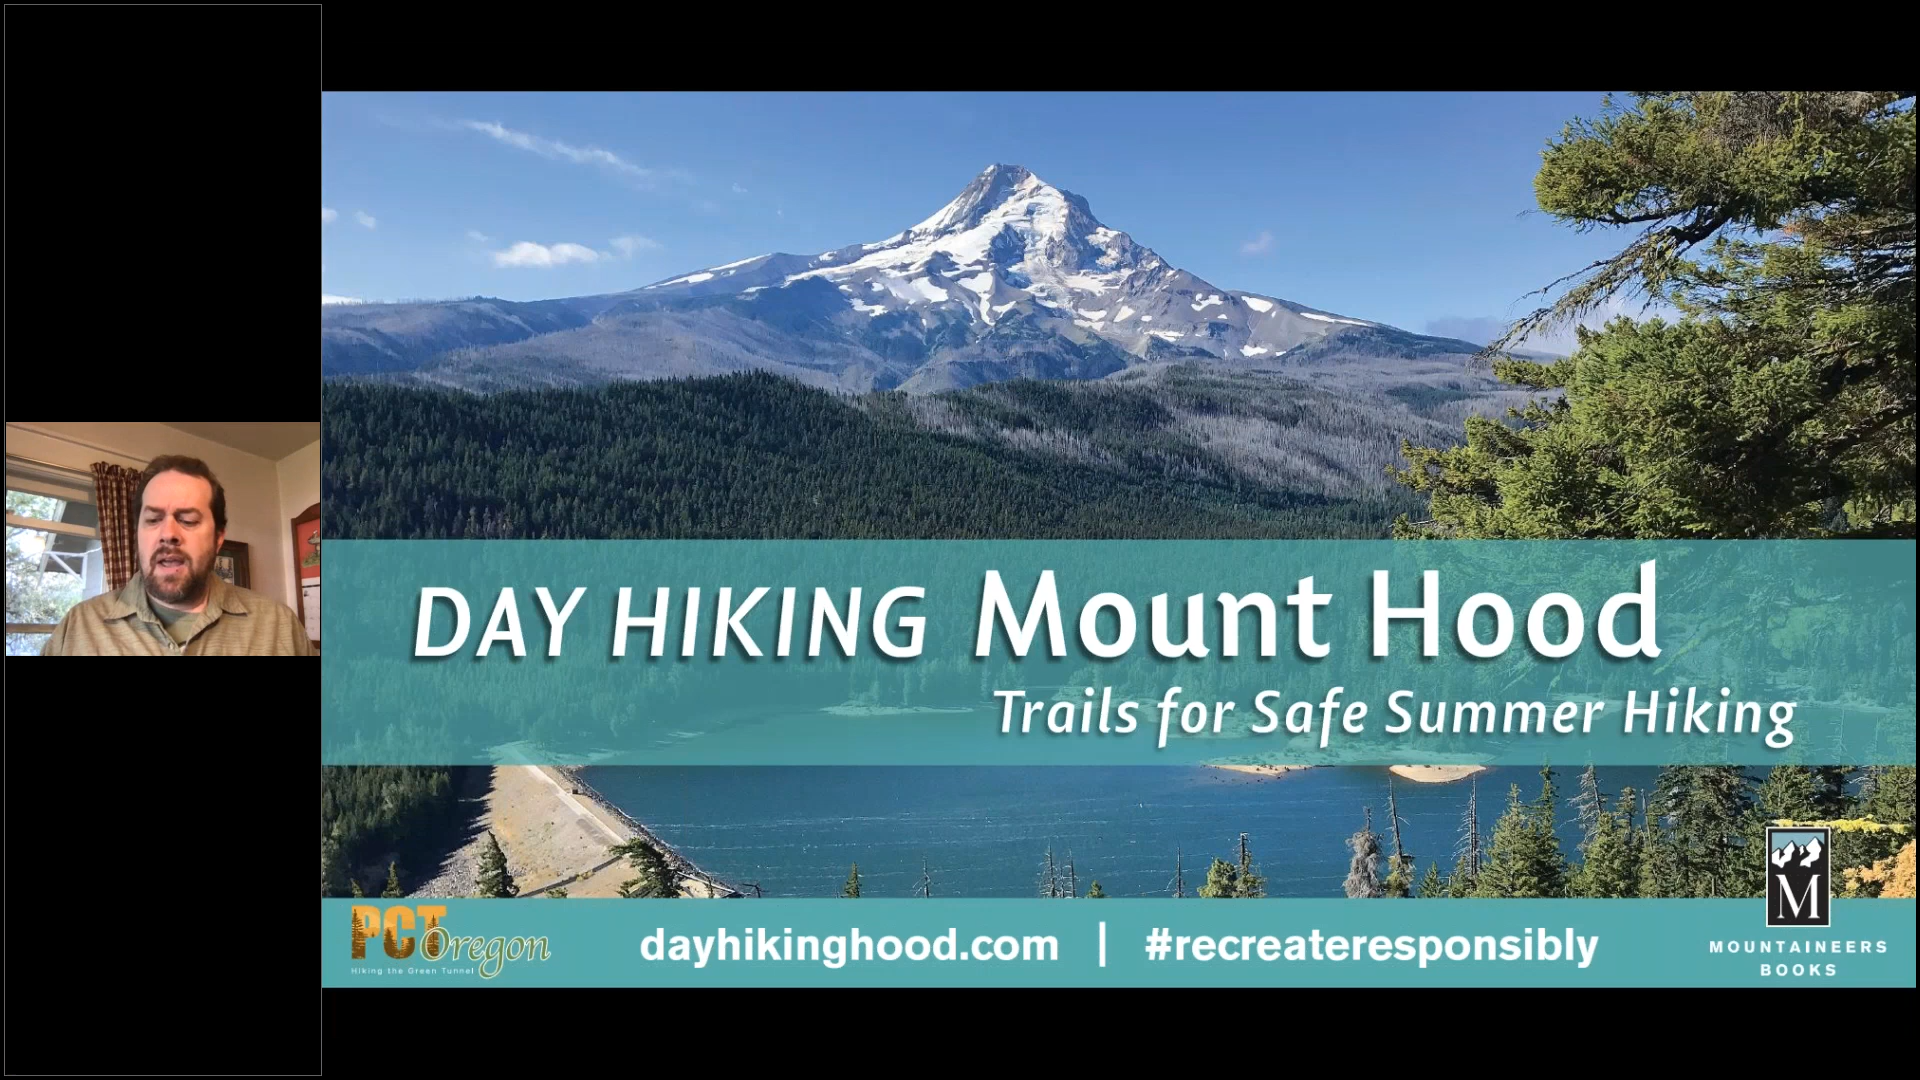 DAY HIKING Mount Hood
Trails for Safe Summer Hiking
PCT Oregon
Hiking the Green Tunnel
dayhikinghood.com | #recreateresponsibly
M
MOUNTAINEERS
BOOKS